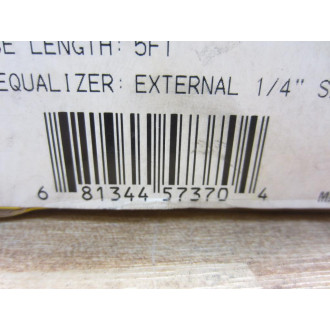 LENGTH: 5FT
EQUALIZER: EXTERNAL 1/4"
6 81344 57370 4